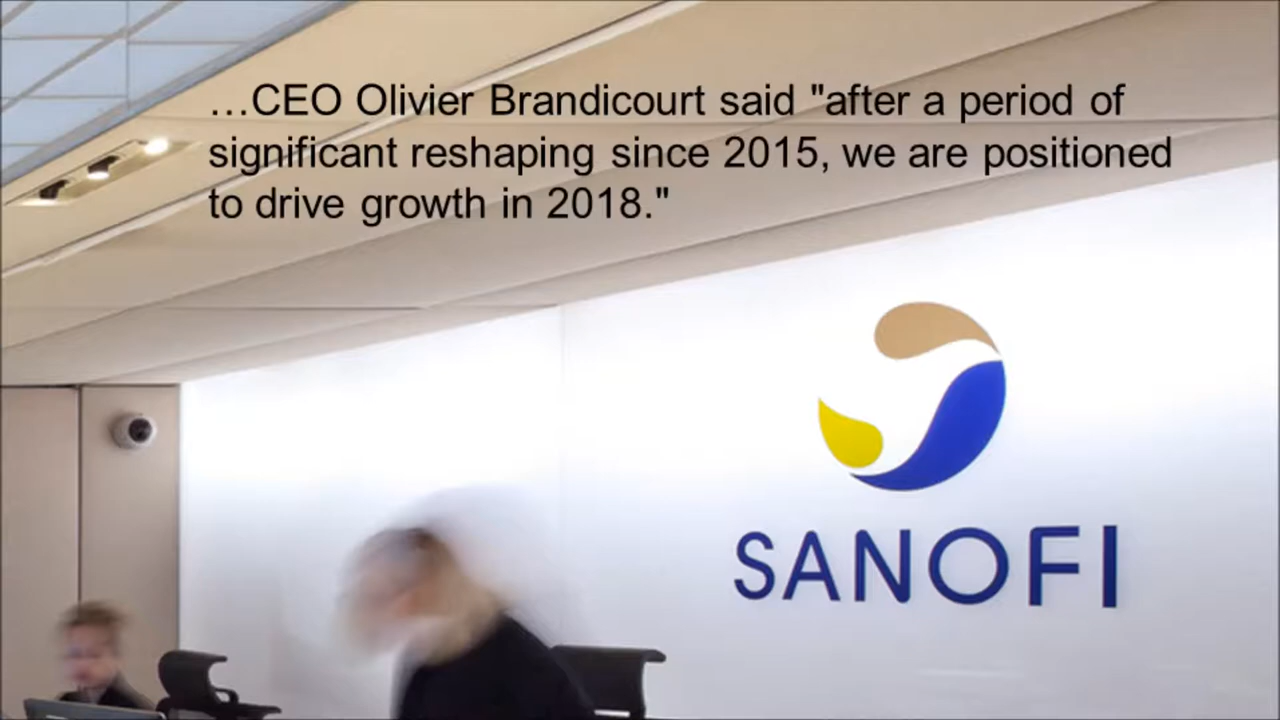 …CEO Olivier Brandicourt said "after a period of
significant reshaping since 2015, we are positioned
to drive growth in 2018."
SANOFI